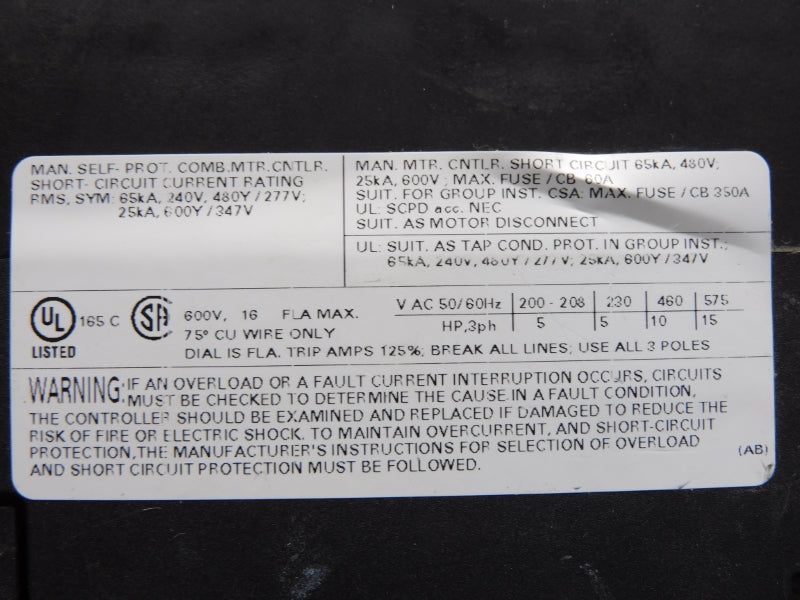 MAN. SELF- PROT. COMB.MTR.CNTLR.
SHORT- CIRCUIT CURRENT RATING
RMS, SYM: 65kA, 240V, 480Y / 277V;
25kA, 600Y / 347V
MAN. MTR. CNTLR. SHORT CIRCUIT 65kA, 480V;
25kA, 600V ; MAX. FUSE / CB 60A
SUIT. FOR GROUP INST. CSA: MAX. FUSE / CB 350A
UL: SCPD acc. NEC
SUIT. AS MOTOR DISCONNECT
UL: SUIT. AS TAP COND. PROT. IN GROUP INST.;
65kA, 240V, 480Y / 277V; 25kA, 600Y / 347V
UL 165 C
LISTED
SA
600V, 16 FLA MAX.
75° CU WIRE ONLY
V AC 50/60Hz 200 - 208 230 460 575
HP,3ph 5 5 10 15
DIAL IS FLA. TRIP AMPS 125%; BREAK ALL LINES; USE ALL 3 POLES
WARNING: IF AN OVERLOAD OR A FAULT CURRENT INTERRUPTION OCCURS, CIRCUITS
MUST BE CHECKED TO DETERMINE THE CAUSE IN A FAULT CONDITION,
THE CONTROLLER SHOULD BE EXAMINED AND REPLACED IF DAMAGED TO REDUCE THE
RISK OF FIRE OR ELECTRIC SHOCK. TO MAINTAIN OVERCURRENT, AND SHORT-CIRCUIT
PROTECTION,THE MANUFACTURER'S INSTRUCTIONS FOR SELECTION OF OVERLOAD
AND SHORT CIRCUIT PROTECTION MUST BE FOLLOWED.
(AB)